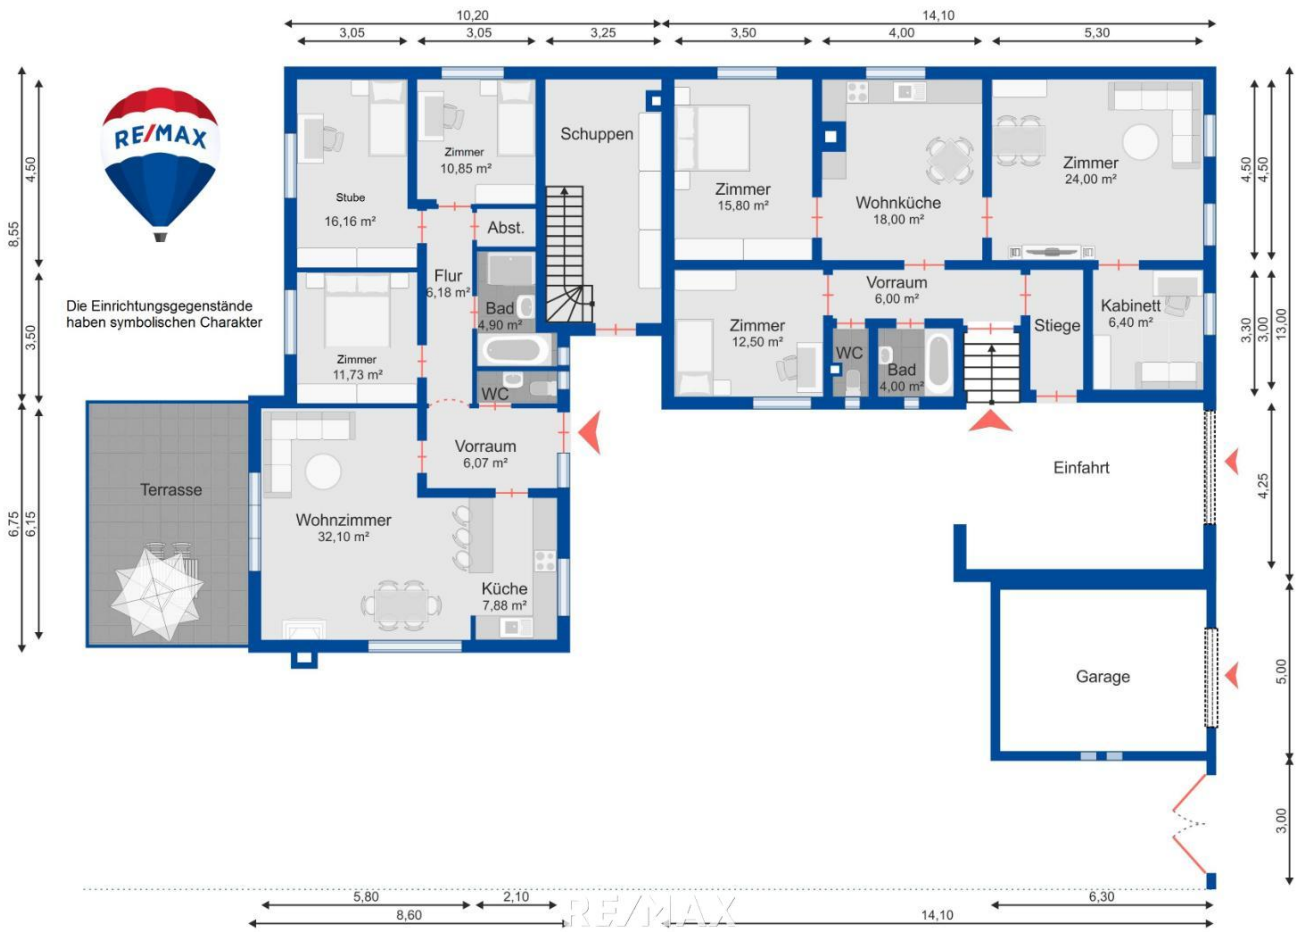 10,20
14,10
3,05
3,05
3,25
3,50
4,00
5,30
RE/MAX
Die Einrichtungsgegenstände
haben symbolischen Charakter
8,55
4,50
3,50
6,75
6,15
Stube
16,16 m²
Zimmer
10,85 m²
Abst.
Flur
6,18 m²
Bad
4,90 m²
Zimmer
11,73 m²
WC
Vorraum
6,07 m²
Terrasse
Wohnzimmer
32,10 m²
Küche
7,88 m²
Schuppen
Zimmer
15,80 m²
Wohnküche
18,00 m²
Zimmer
24,00 m²
Zimmer
12,50 m²
Vorraum
6,00 m²
WC
Bad
4,00 m²
Stiege
Kabinett
6,40 m²
Einfahrt
Garage
4,50
4,50
3,30
3,00
13,00
4,25
5,00
3,00
5,80
2,10
6,30
8,60
RE/MAX
14,10